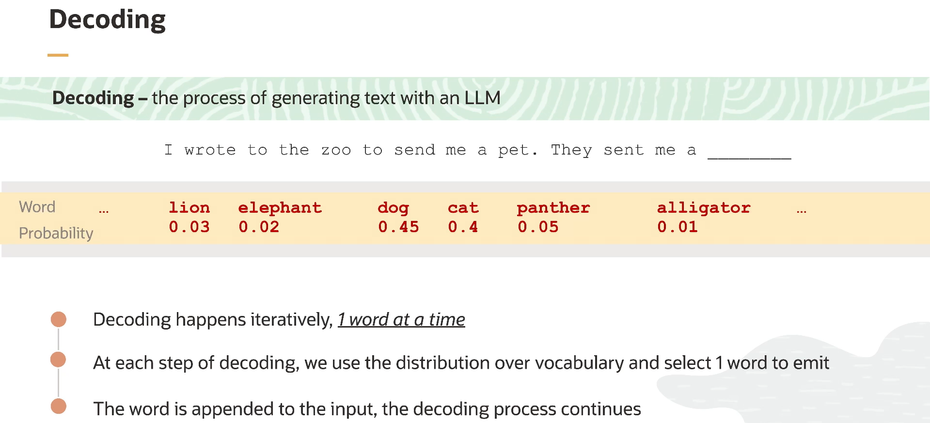 Decoding
Decoding – the process of generating text with an LLM
I wrote to the zoo to send me a pet. They sent me a ________
Word ... lion elephant dog cat panther alligator ...
Probability 0.03 0.02 0.45 0.4 0.05 0.01
Decoding happens iteratively, 1 word at a time
At each step of decoding, we use the distribution over vocabulary and select 1 word to emit
The word is appended to the input, the decoding process continues